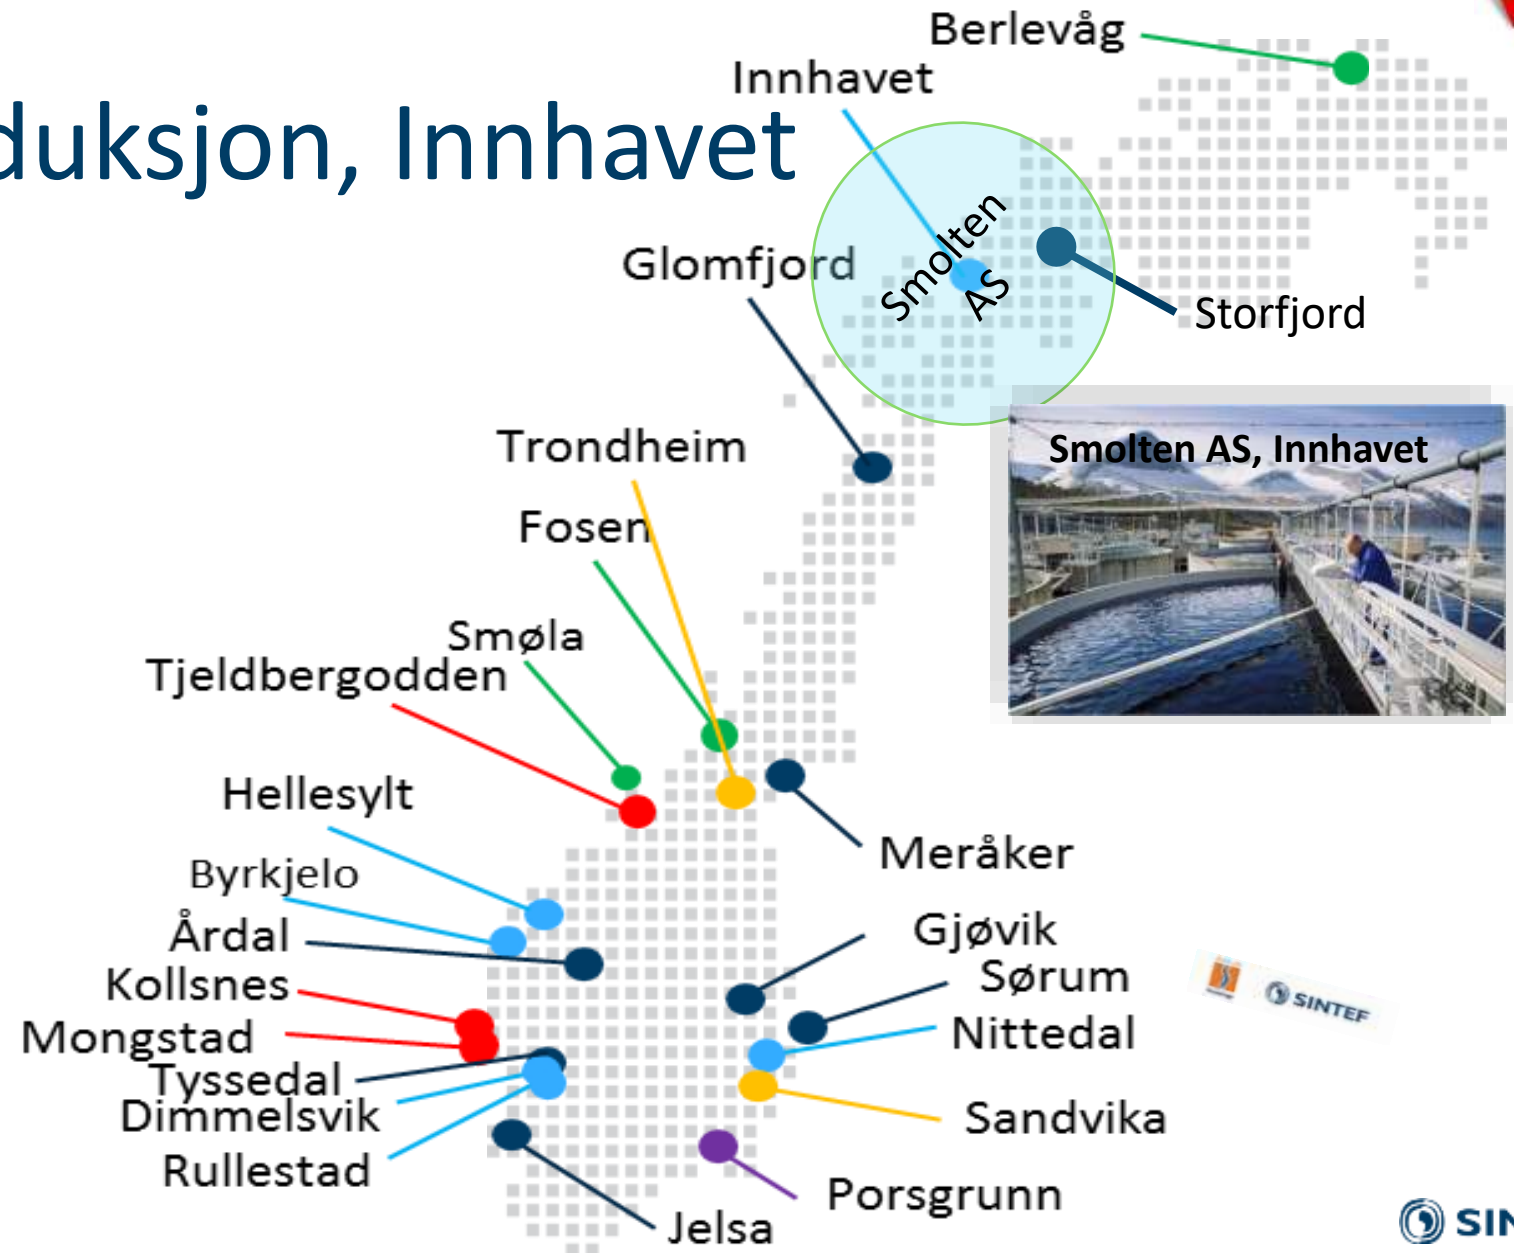 Berlevåg
Innhavet
duksjon, Innhavet
Smolten
AS
Glomfjord
Storfjord
Trondheim
Smolten AS, Innhavet
Fosen
Smøla
Tjeldbergodden
Hellesylt
Meråker
Byrkjelo
Gjøvik
Årdal
Sørum
Kollsnes
SINTEF
Mongstad
Nittedal
Tyssedal
Dimmelsvik
Sandvika
Rullestad
Porsgrunn
Jelsa
SIN